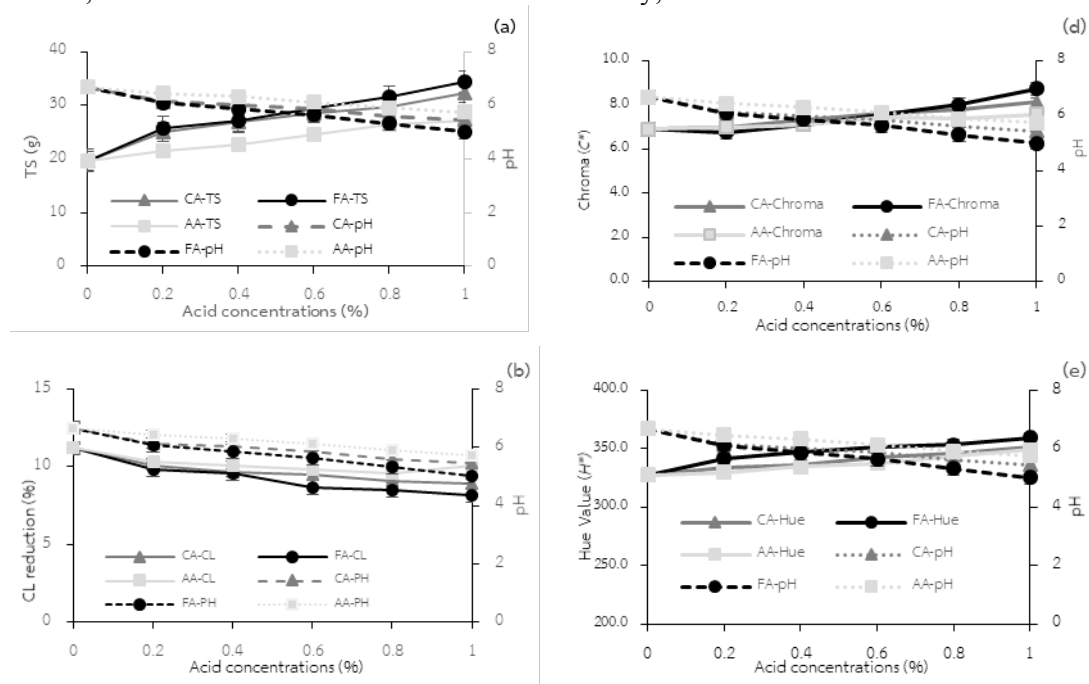 (a)
40
30
20
10
0
TS (g)
8
6
4
2
0
pH
CA-TS
FA-TS
AA-TS
CA-pH
FA-pH
AA-pH
0 0.2 0.4 0.6 0.8 1
Acid concentrations (%)
(d)
10.0
8.0
6.0
4.0
2.0
0.0
Chroma (C*)
8
6
4
2
0
pH
CA-Chroma
FA-Chroma
AA-Chroma
CA-pH
FA-pH
AA-pH
0 0.2 0.4 0.6 0.8 1
Acid concentrations (%)
(b)
15
10
5
0
CL reduction (%)
8
6
4
2
0
pH
CA-CL
FA-CL
AA-CL
CA-PH
FA-PH
AA-PH
0 0.2 0.4 0.6 0.8 1
Acid concentrations (%)
(e)
400.0
350.0
300.0
250.0
200.0
Hue Value (H*)
8
6
4
2
0
pH
CA-Hue
FA-Hue
AA-Hue
CA-pH
FA-pH
AA-pH
0 0.2 0.4 0.6 0.8 1
Acid concentrations (%)